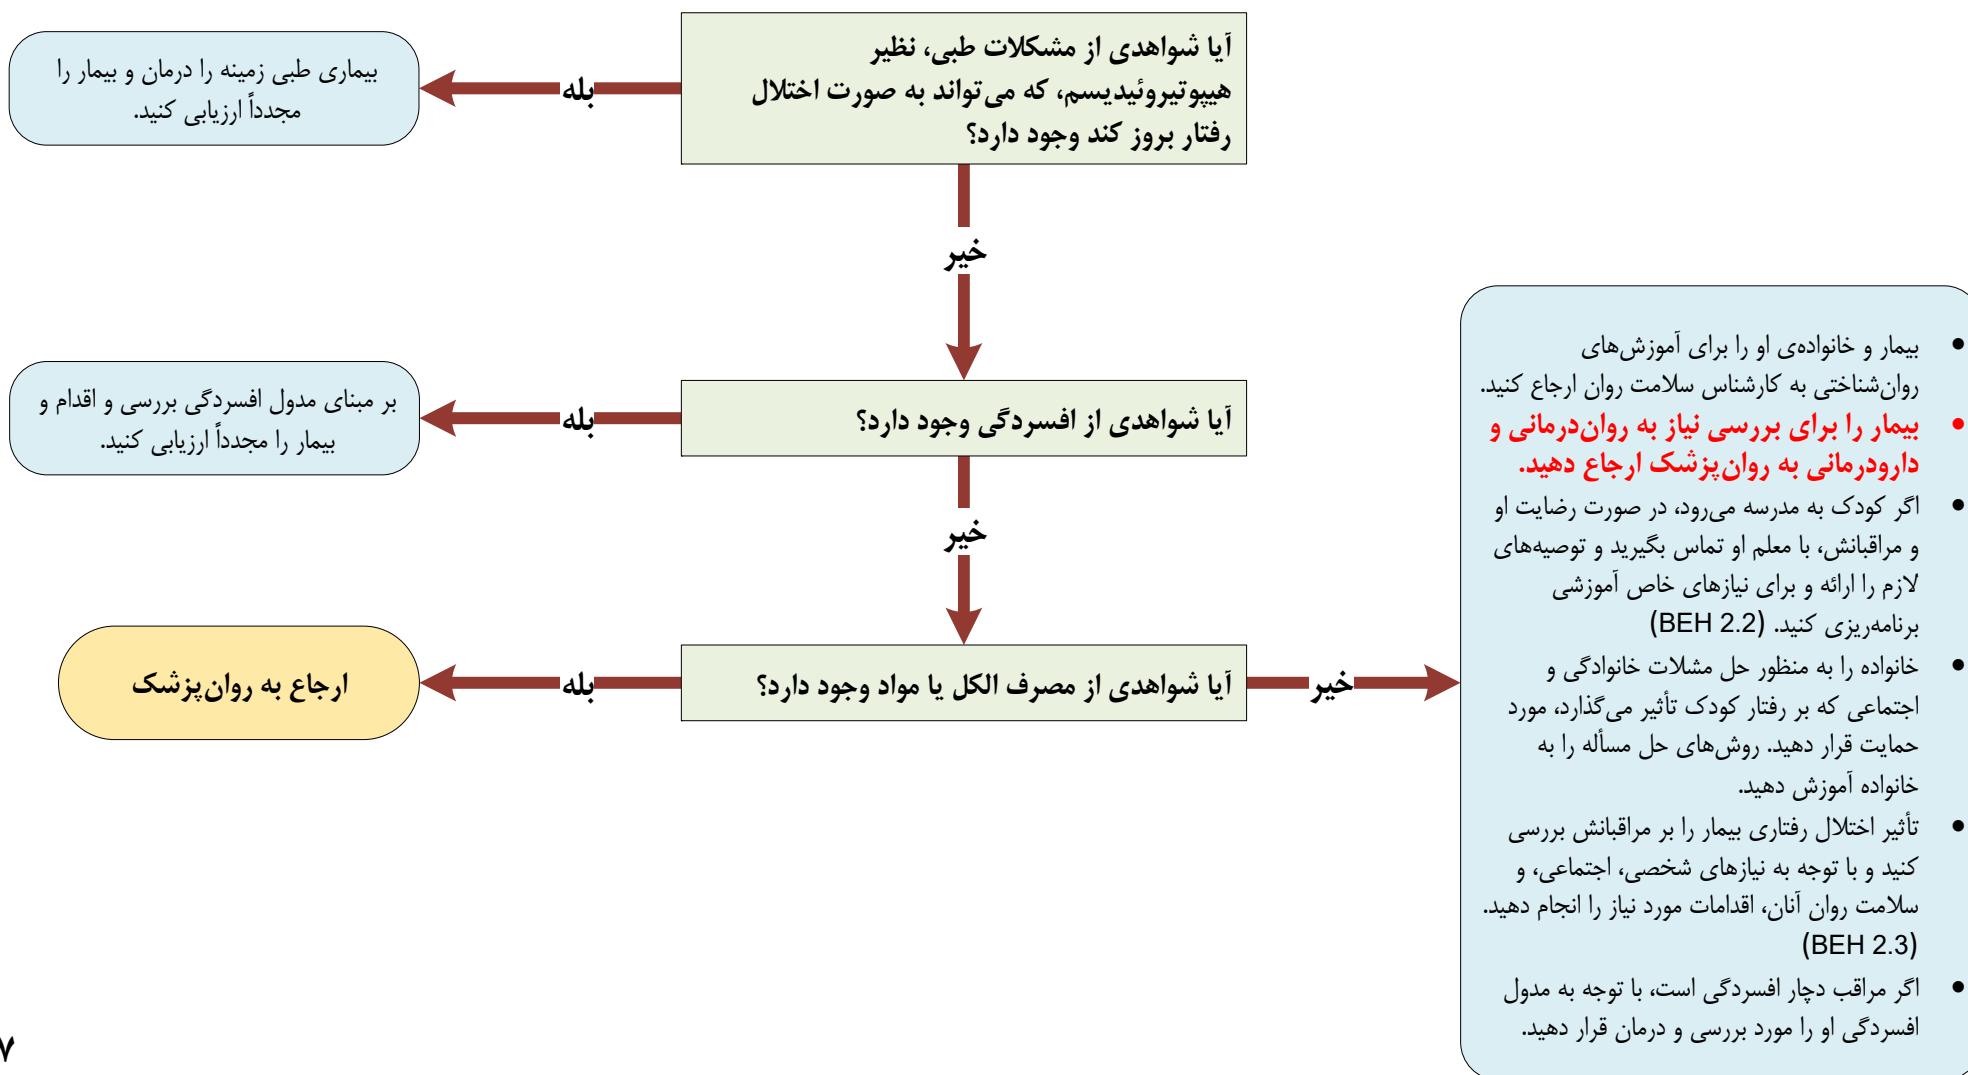 آیا شواهدی از مشکلات طبی، نظیر
هیپوتیروئیدیسم، که می‌تواند به صورت اختلال
رفتار بروز کند وجود دارد؟
بله
بیماری طبی زمینه را درمان و بیمار را
مجدداً ارزیابی کنید.
خیر
آیا شواهدی از افسردگی وجود دارد؟
بله
بر مبنای مدول افسردگی بررسی و اقدام و
بیمار را مجدداً ارزیابی کنید.
خیر
آیا شواهدی از مصرف الکل یا مواد وجود دارد؟
بله
ارجاع به روان‌پزشک
خیر
• بیمار و خانواده‌ی او را برای آموزش‌های
روان‌شناختی به کارشناس سلامت روان ارجاع کنید.
• بیمار را برای بررسی نیاز به روان‌درمانی و
دارودرمانی به روان‌پزشک ارجاع دهید.
• اگر کودک به مدرسه می‌رود، در صورت رضایت او
و مراقبانش، با معلم او تماس بگیرید و توصیه‌های
لازم را ارائه و برای نیازهای خاص آموزشی
برنامه‌ریزی کنید. (BEH 2.2)
• خانواده را به منظور حل مشلات خانوادگی و
اجتماعی که بر رفتار کودک تأثیر می‌گذارد، مورد
حمایت قرار دهید. روش‌های حل مسأله را به
خانواده آموزش دهید.
• تأثیر اختلال رفتاری بیمار را بر مراقبانش بررسی
کنید و با توجه به نیازهای شخصی، اجتماعی، و
سلامت روان آنان، اقدامات مورد نیاز را انجام دهید.
(BEH 2.3)
• اگر مراقب دچار افسردگی است، با توجه به مدول
افسردگی او را مورد بررسی و درمان قرار دهید.
۷